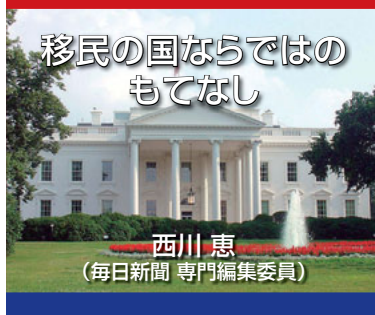 移民の国ならではの
もてなし
西川 恵
（毎日新聞 専門編集委員）